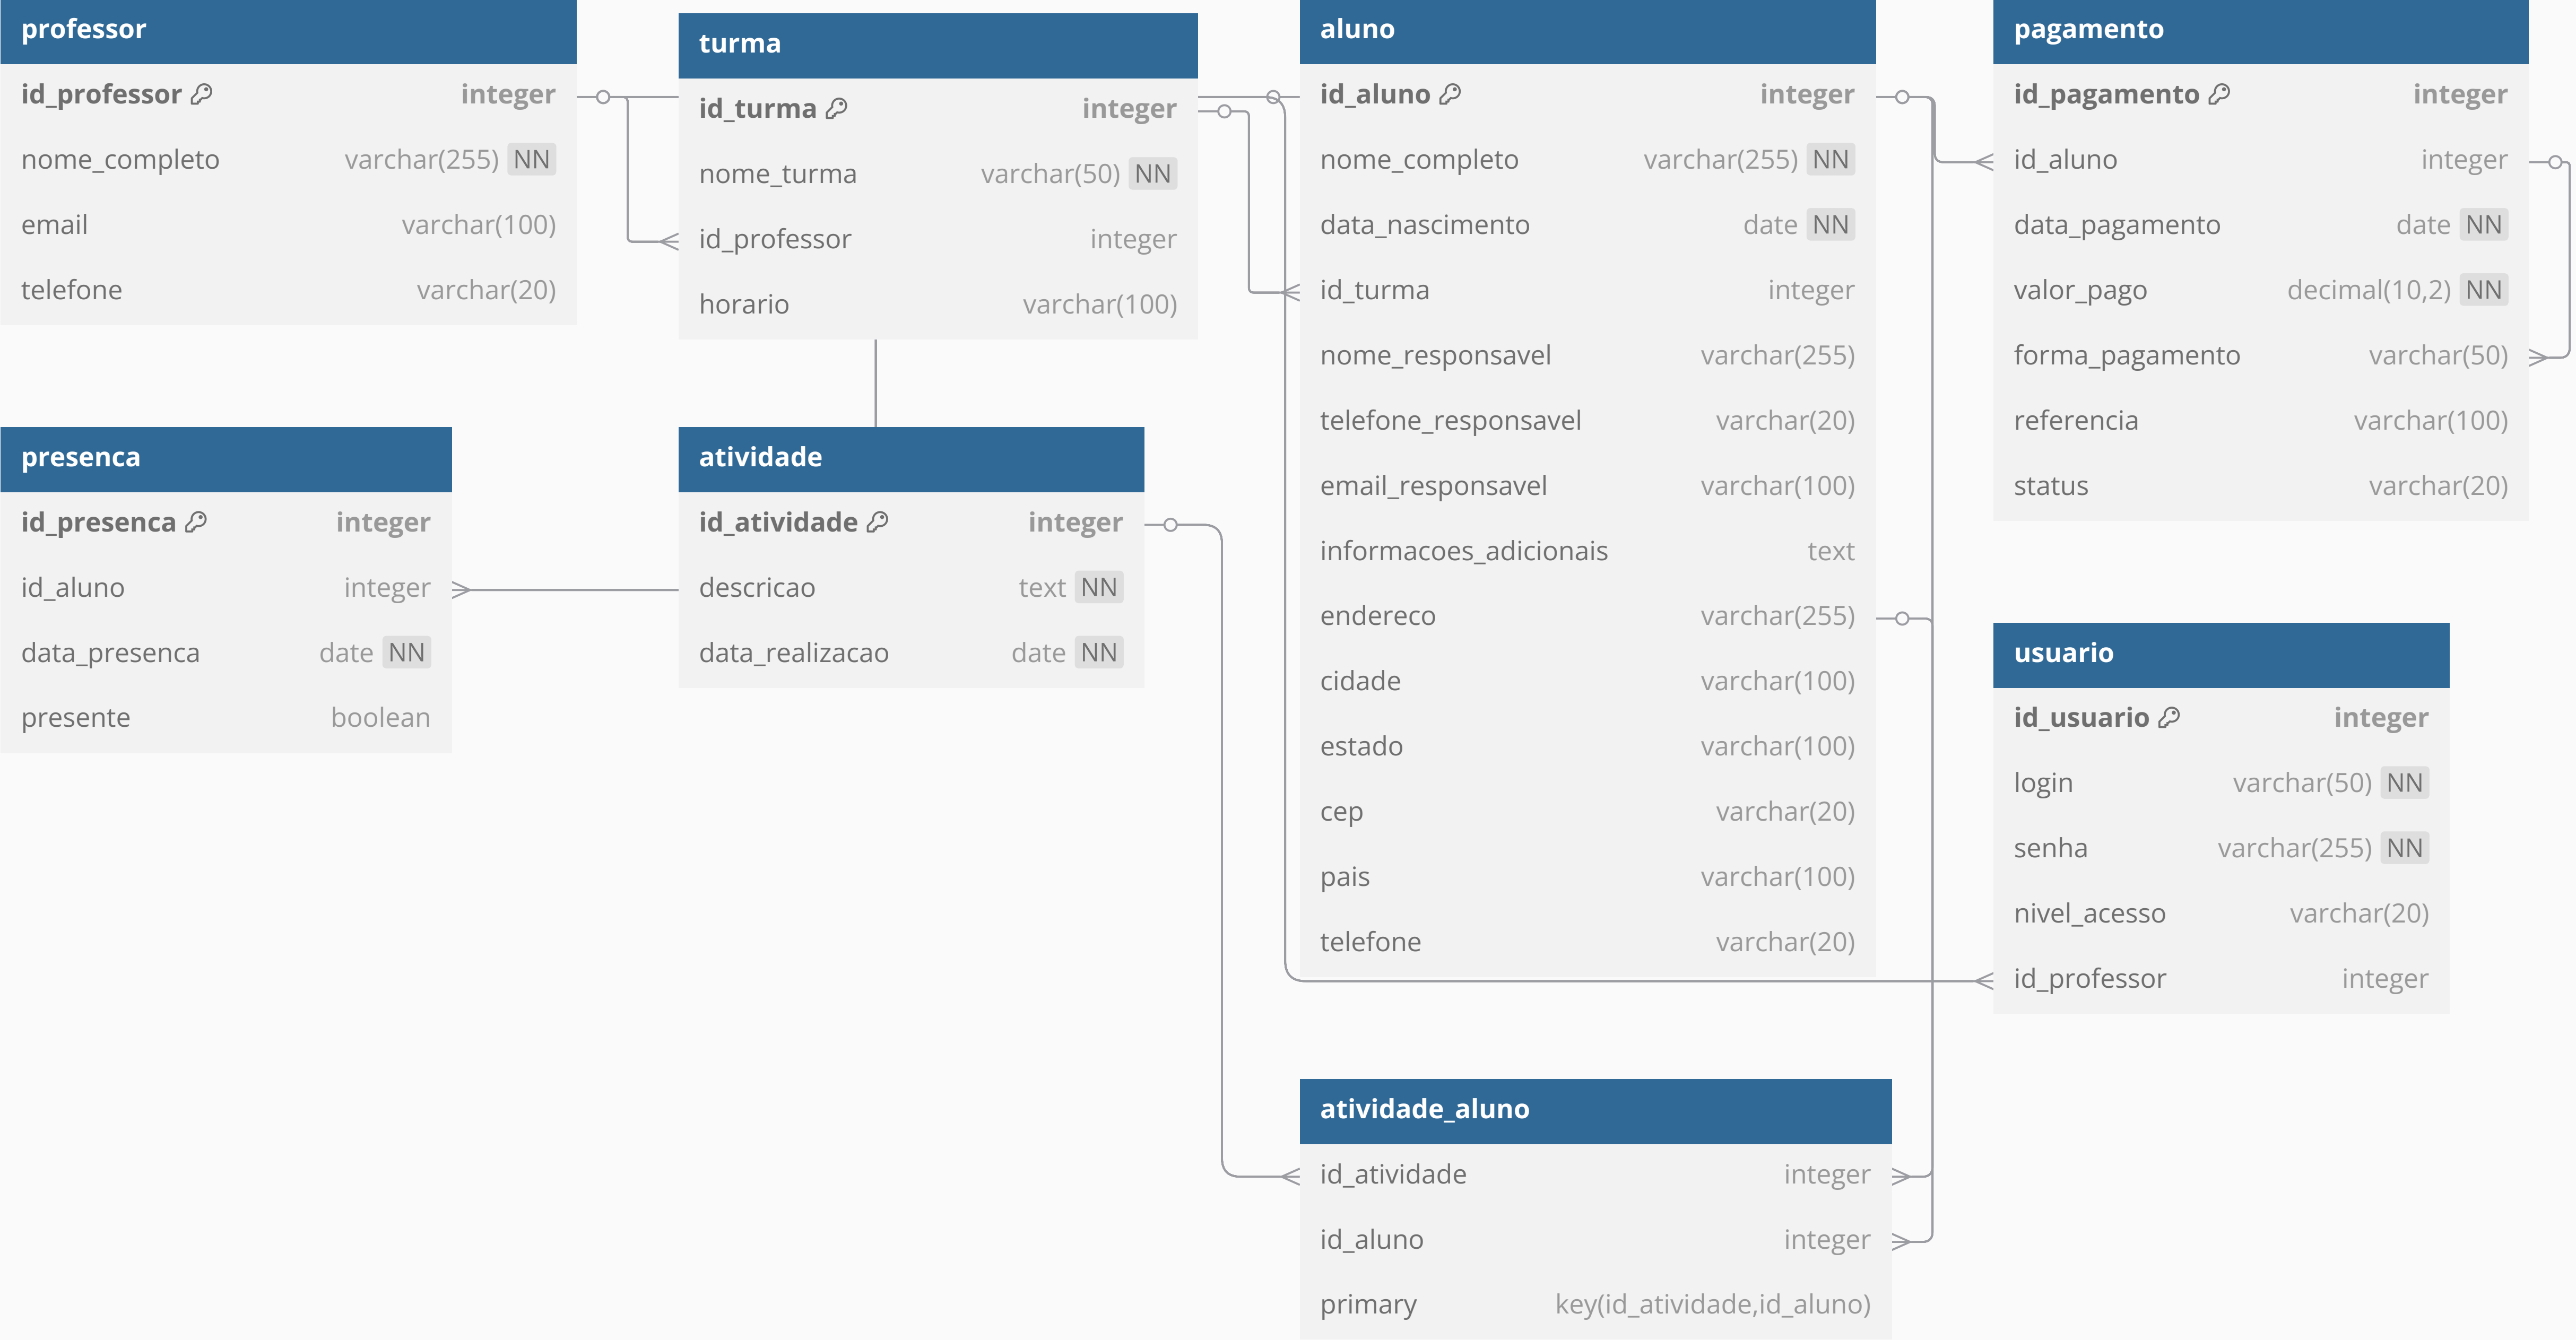 professor
id_professor integer
nome_completo varchar(255) NN
email varchar(100)
telefone varchar(20)
turma
id_turma integer
nome_turma varchar(50) NN
id_professor integer
horario varchar(100)
aluno
id_aluno integer
nome_completo varchar(255) NN
data_nascimento date NN
id_turma integer
nome_responsavel varchar(255)
telefone_responsavel varchar(20)
email_responsavel varchar(100)
informacoes_adicionais text
endereco varchar(255)
cidade varchar(100)
estado varchar(100)
cep varchar(20)
pais varchar(100)
telefone varchar(20)
pagamento
id_pagamento integer
id_aluno integer
data_pagamento date NN
valor_pago decimal(10,2) NN
forma_pagamento varchar(50)
referencia varchar(100)
status varchar(20)
presenca
id_presenca integer
id_aluno integer
data_presenca date NN
presente boolean
atividade
id_atividade integer
descricao text NN
data_realizacao date NN
usuario
id_usuario integer
login varchar(50) NN
senha varchar(255) NN
nivel_acesso varchar(20)
id_professor integer
atividade_aluno
id_atividade integer
id_aluno integer
primary key(id_atividade,id_aluno)